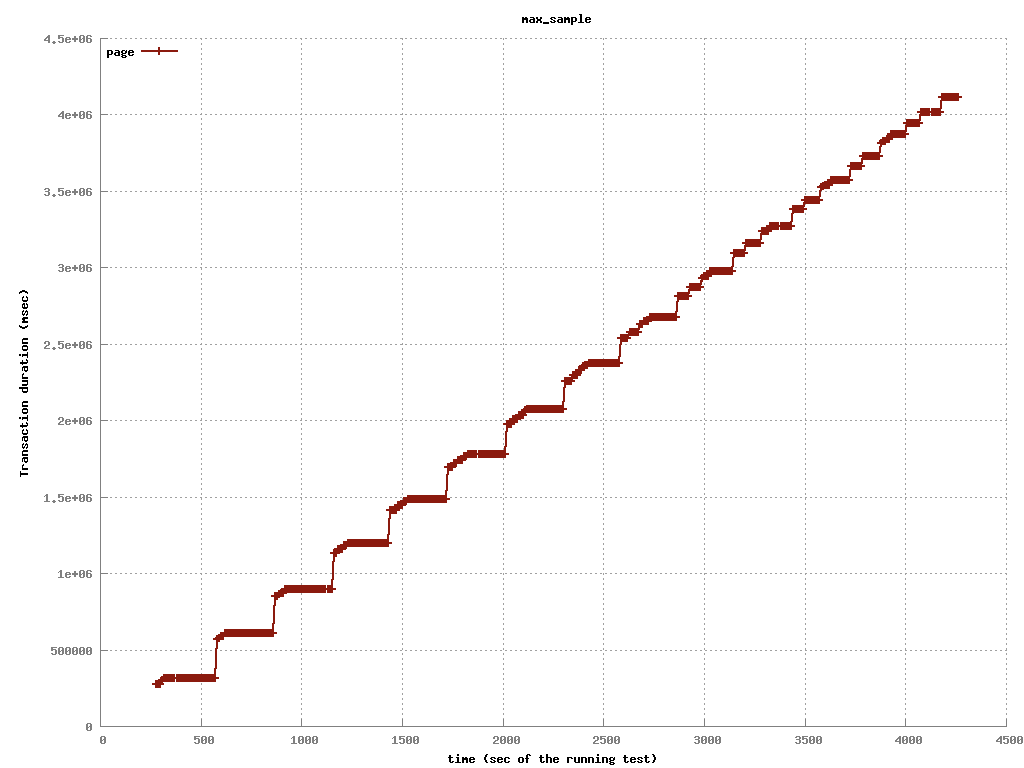 max_sample
page
4.5e+06
4e+06
3.5e+06
3e+06
2.5e+06
2e+06
1.5e+06
1e+06
500000
0
Transaction duration (msec)
0 500 1000 1500 2000 2500 3000 3500 4000 4500
time (sec of the running test)